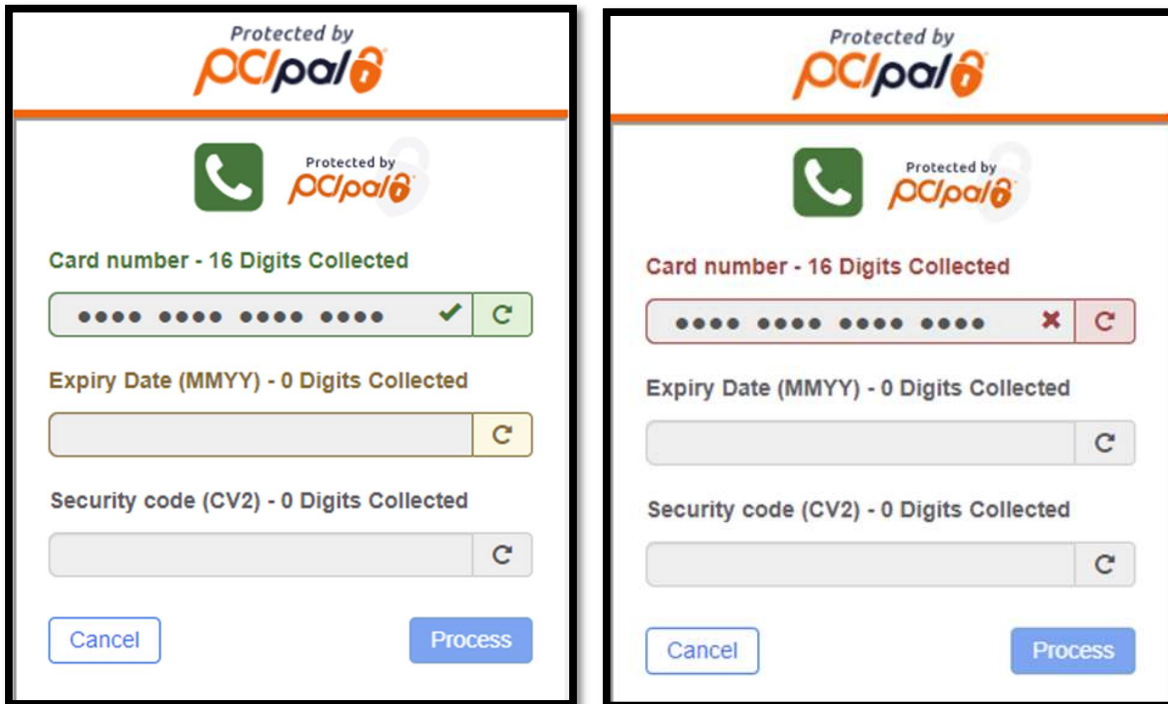 Protected by
pcipal
Protected by
pcipal
Card number - 16 Digits Collected
●●●● ●●●● ●●●● ●●●●
Expiry Date (MMYY) - 0 Digits Collected
Security code (CV2) - 0 Digits Collected
Cancel Process
Protected by
pcipal
Protected by
pcipal
Card number - 16 Digits Collected
●●●● ●●●● ●●●● ●●●●
Expiry Date (MMYY) - 0 Digits Collected
Security code (CV2) - 0 Digits Collected
Cancel Process